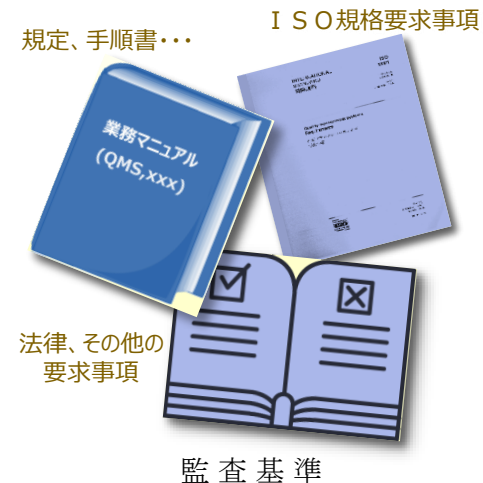 ＩＳＯ規格要求事項
規定、手順書･･･
業務マニュアル
(QMS,xxx)
法律、その他の
要求事項
監査基準